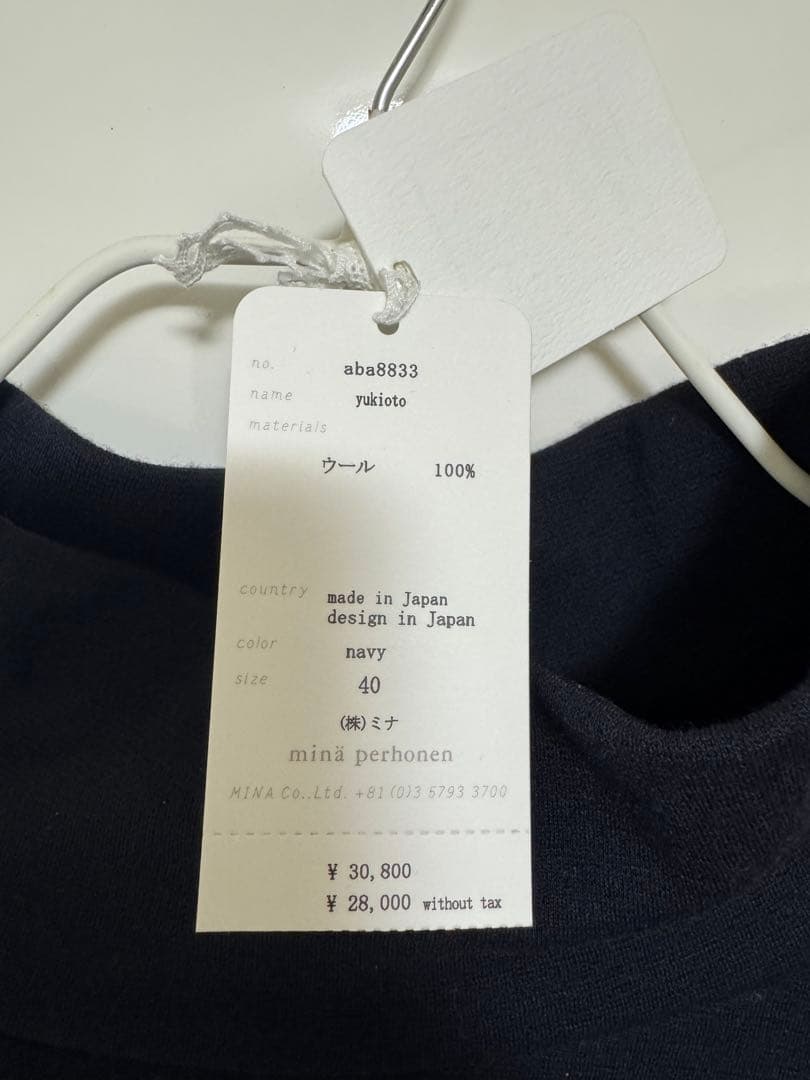 no. aba8833
name yukioto
materials
ウール 100%
country made in Japan
design in Japan
color navy
size 40
(株)ミナ
minä perhonen
MINA Co.,Ltd. +81(0)3 5793 3700
¥ 30,800
¥ 28,000 without tax